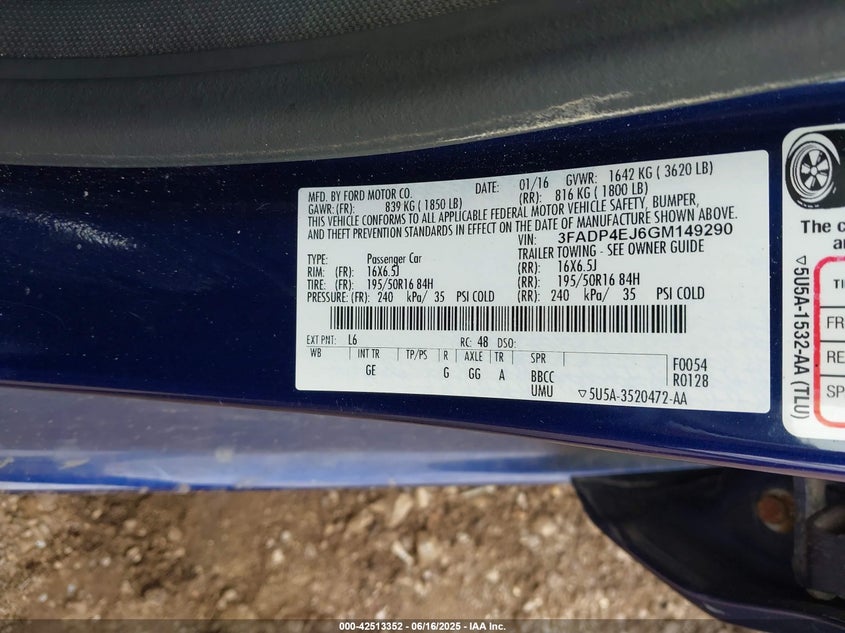 MFD. BY FORD MOTOR CO. DATE: 01/16 GVWR: 1642 KG ( 3620 LB)
GAWR: (FR): 839 KG ( 1850 LB) (RR): 816 KG ( 1800 LB)
THIS VEHICLE CONFORMS TO ALL APPLICABLE FEDERAL MOTOR VEHICLE SAFETY, BUMPER,
AND THEFT PREVENTION STANDARDS IN EFFECT ON THE DATE OF MANUFACTURE SHOWN ABOVE.
VIN: 3FADP4EJ6GM149290
TRAILER TOWING - SEE OWNER GUIDE
TYPE: Passenger Car
RIM: (FR): 16X6.5J (RR): 16X6.5J
TIRE: (FR): 195/50R16 84H (RR): 195/50R16 84H
PRESSURE: (FR): 240 kPa/ 35 PSI COLD (RR): 240 kPa/ 35 PSI COLD
EXT PNT: L6 RC: 48 DSO:
WB INT TR TP/PS R AXLE TR SPR
GE G GG A BBCC
UMU
F0054
R0128
▽5U5A-3520472-AA
▽5U5A-1532-AA (TLU)
The c
an
TI
FR
RE
SP
000-42513352 - 06/16/2025 - IAA Inc.